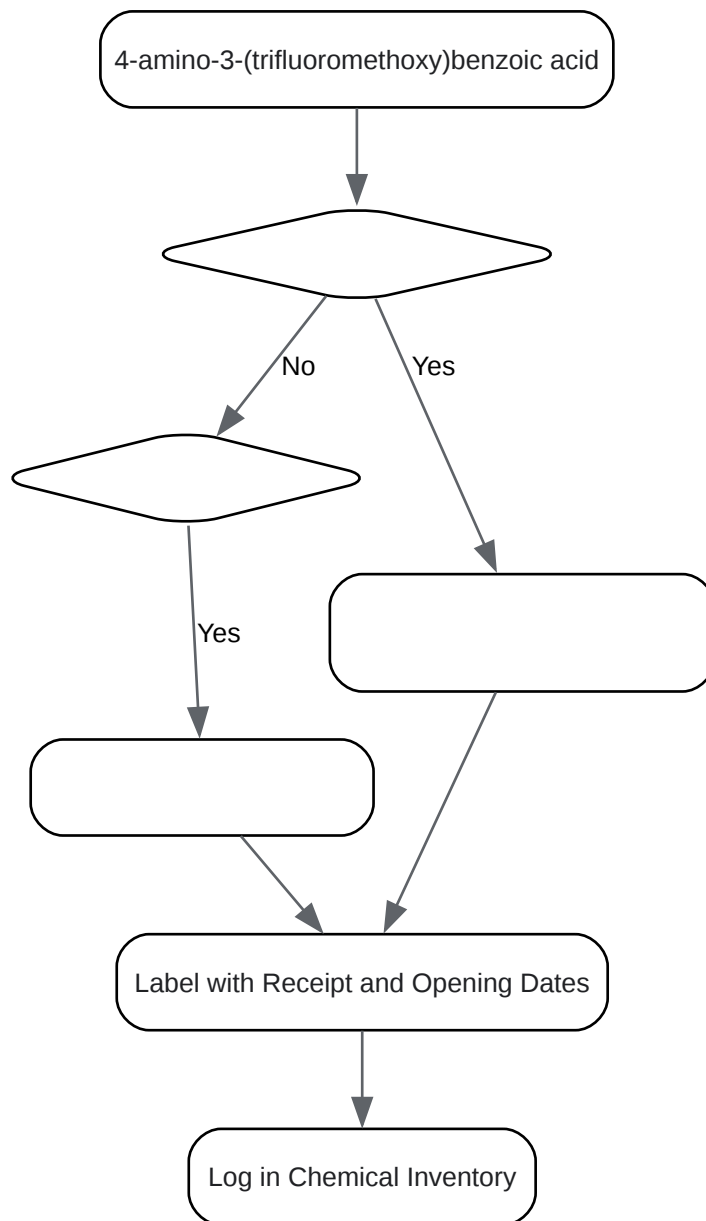 4-amino-3-(trifluoromethoxy)benzoic acid
No
Yes
Yes
Label with Receipt and Opening Dates
Log in Chemical Inventory